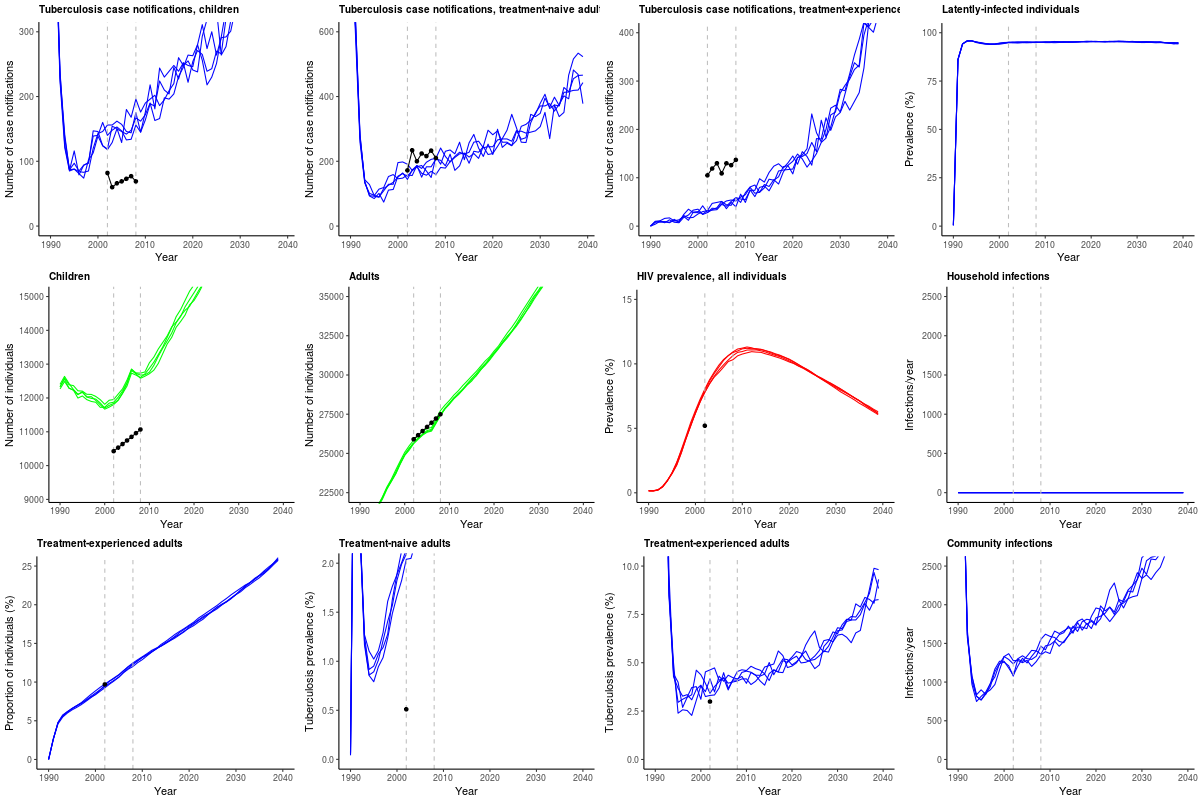 Tuberculosis case notifications, children
Number of case notifications
300
200
100
0
1990 2000 2010 2020 2030 2040
Year
Tuberculosis case notifications, treatment-naive adult
Number of case notifications
600
400
200
0
1990 2000 2010 2020 2030 2040
Year
Tuberculosis case notifications, treatment-experience
Number of case notifications
400
300
200
100
0
1990 2000 2010 2020 2030 2040
Year
Latently-infected individuals
Prevalence (%)
100
75
50
25
0
1990 2000 2010 2020 2030 2040
Year
Children
Number of individuals
15000
14000
13000
12000
11000
10000
9000
1990 2000 2010 2020 2030 2040
Year
Adults
Number of individuals
35000
32500
30000
27500
25000
22500
1990 2000 2010 2020 2030 2040
Year
HIV prevalence, all individuals
Prevalence (%)
15
10
5
0
1990 2000 2010 2020 2030 2040
Year
Household infections
Infections/year
2500
2000
1500
1000
500
0
1990 2000 2010 2020 2030 2040
Year
Treatment-experienced adults
Proportion of individuals (%)
25
20
15
10
5
0
1990 2000 2010 2020 2030 2040
Year
Treatment-naive adults
Tuberculosis prevalence (%)
2.0
1.5
1.0
0.5
0.0
1990 2000 2010 2020 2030 2040
Year
Treatment-experienced adults
Tuberculosis prevalence (%)
10.0
7.5
5.0
2.5
0.0
1990 2000 2010 2020 2030 2040
Year
Community infections
Infections/year
2500
2000
1500
1000
500
0
1990 2000 2010 2020 2030 2040
Year